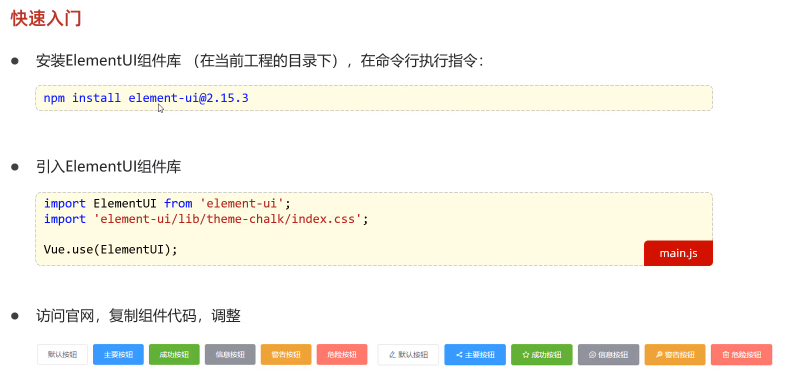 快速入门
安装ElementUI组件库 （在当前工程的目录下），在命令行执行指令：
npm install element-ui@2.15.3
引入ElementUI组件库
import ElementUI from 'element-ui';
import 'element-ui/lib/theme-chalk/index.css';
Vue.use(ElementUI);
main.js
访问官网，复制组件代码，调整
默认按钮 主要按钮 成功按钮 信息按钮 警告按钮 危险按钮 默认按钮 主要按钮 成功按钮 信息按钮 警告按钮 危险按钮